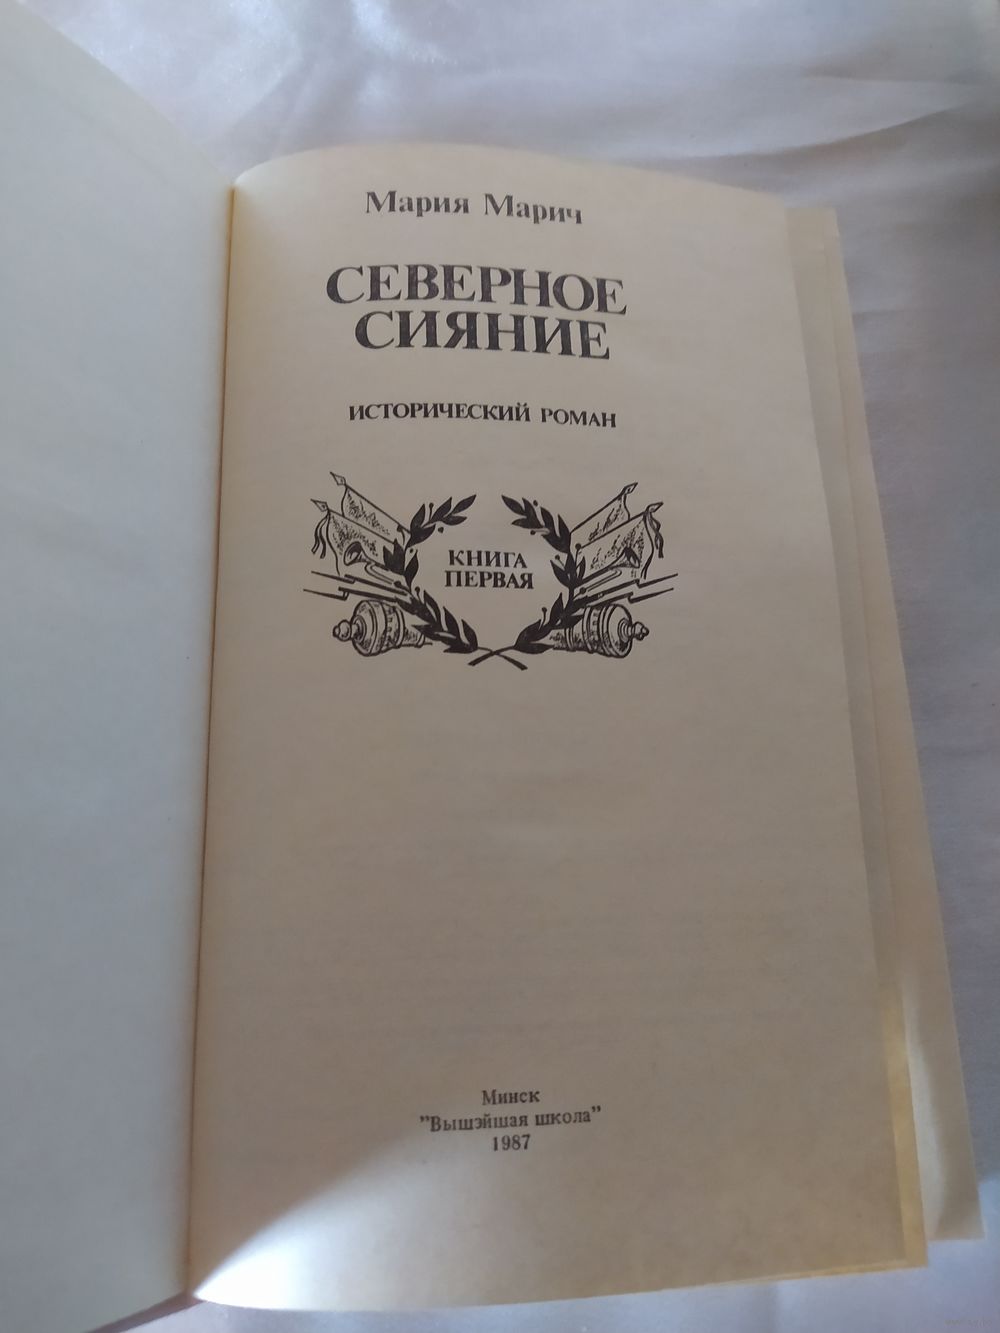 Мария Марич
СЕВЕРНОЕ
СИЯНИЕ
ИСТОРИЧЕСКИЙ РОМАН
КНИГА
ПЕРВАЯ
Минск
"Вышэйшая школа"
1987